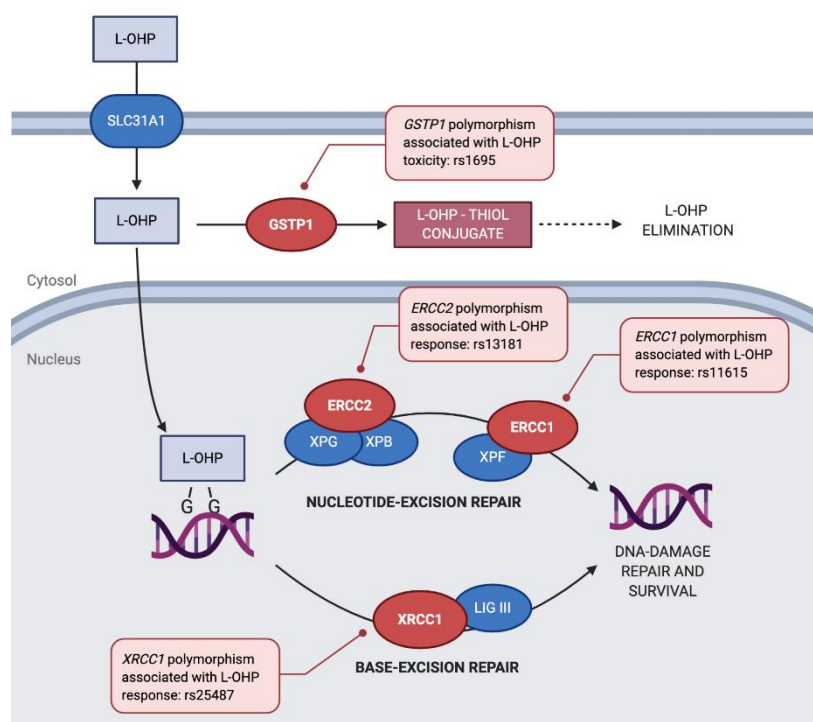 L-OHP
SLC31A1
GSTP1 polymorphism
associated with L-OHP
toxicity: rs1695
L-OHP
GSTP1
L-OHP - THIOL
CONJUGATE
L-OHP
ELIMINATION
Cytosol
Nucleus
ERCC2 polymorphism
associated with L-OHP
response: rs13181
ERCC1 polymorphism
associated with L-OHP
response: rs11615
ERCC2
XPG
XPB
ERCC1
XPF
L-OHP
G G
NUCLEOTIDE-EXCISION REPAIR
DNA-DAMAGE
REPAIR AND
SURVIVAL
XRCC1
LIG III
XRCC1 polymorphism
associated with L-OHP
response: rs25487
BASE-EXCISION REPAIR